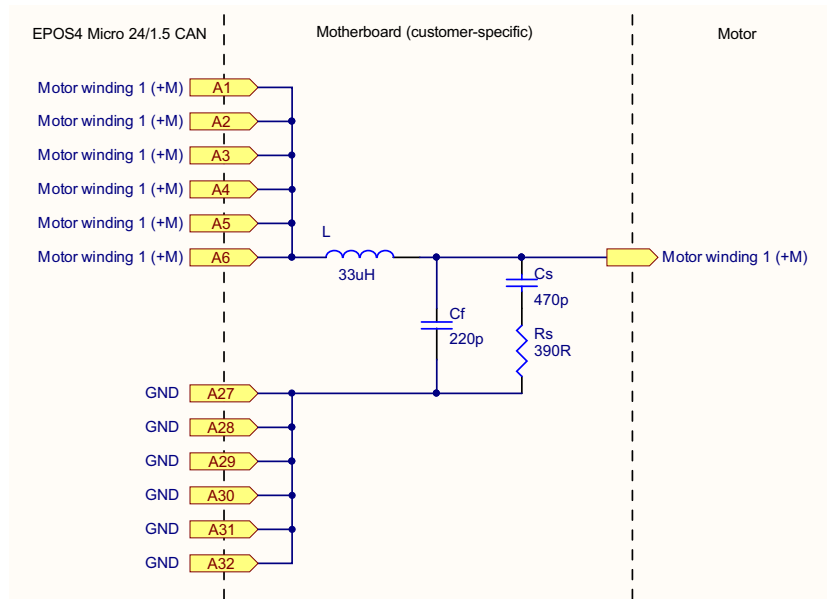 EPOS4 Micro 24/1.5 CAN
Motherboard (customer-specific)
Motor
Motor winding 1 (+M) A1
Motor winding 1 (+M) A2
Motor winding 1 (+M) A3
Motor winding 1 (+M) A4
Motor winding 1 (+M) A5
Motor winding 1 (+M) A6
L
33uH
Cf
220p
Cs
470p
Rs
390R
Motor winding 1 (+M)
GND A27
GND A28
GND A29
GND A30
GND A31
GND A32